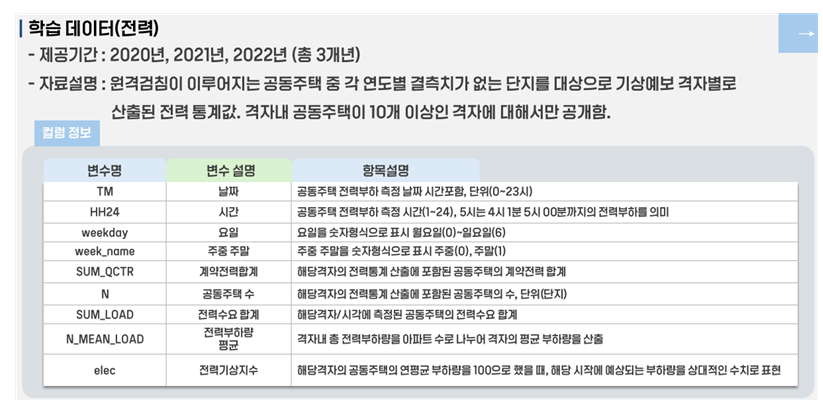 학습 데이터(전력)
- 제공기간 : 2020년, 2021년, 2022년 (총 3개년)
- 자료설명 : 원격검침이 이루어지는 공동주택 중 각 연도별 결측치가 없는 단지를 대상으로 기상예보 격자별로
산출된 전력 통계값. 격자내 공동주택이 10개 이상인 격자에 대해서만 공개함.
컬럼 정보
변수명 변수 설명 항목설명
TM 날짜 공동주택 전력부하 측정 날짜 시간포함, 단위(0~23시)
HH24 시간 공동주택 전력부하 측정 시간(1~24), 5시는 4시 1분 5시 00분까지의 전력부하를 의미
weekday 요일 요일을 숫자형식으로 표시 월요일(0)~일요일(6)
week_name 주중 주말 주중 주말을 숫자형식으로 표시 주중(0), 주말(1)
SUM_QCTR 계약전력합계 해당격자의 전력통계 산출에 포함된 공동주택의 계약전력 합계
N 공동주택 수 해당격자의 전력통계 산출에 포함된 공동주택의 수, 단위(단지)
SUM_LOAD 전력수요 합계 해당격자/시각에 측정된 공동주택의 전력수요 합계
N_MEAN_LOAD 전력부하량 평균 격자내 총 전력부하량을 아파트 수로 나누어 격자의 평균 부하량을 산출
elec 전력기상지수 해당격자의 공동주택의 연평균 부하량을 100으로 했을 때, 해당 시각에 예상되는 부하량을 상대적인 수치로 표현